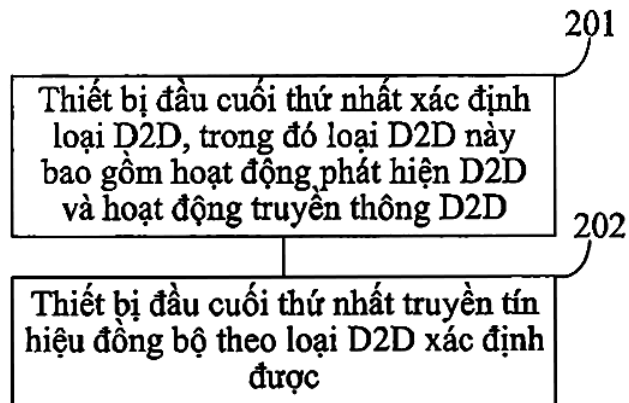 201
Thiết bị đầu cuối thứ nhất xác định
loại D2D, trong đó loại D2D này
bao gồm hoạt động phát hiện D2D
và hoạt động truyền thông D2D
202
Thiết bị đầu cuối thứ nhất truyền tín
hiệu đồng bộ theo loại D2D xác định
được